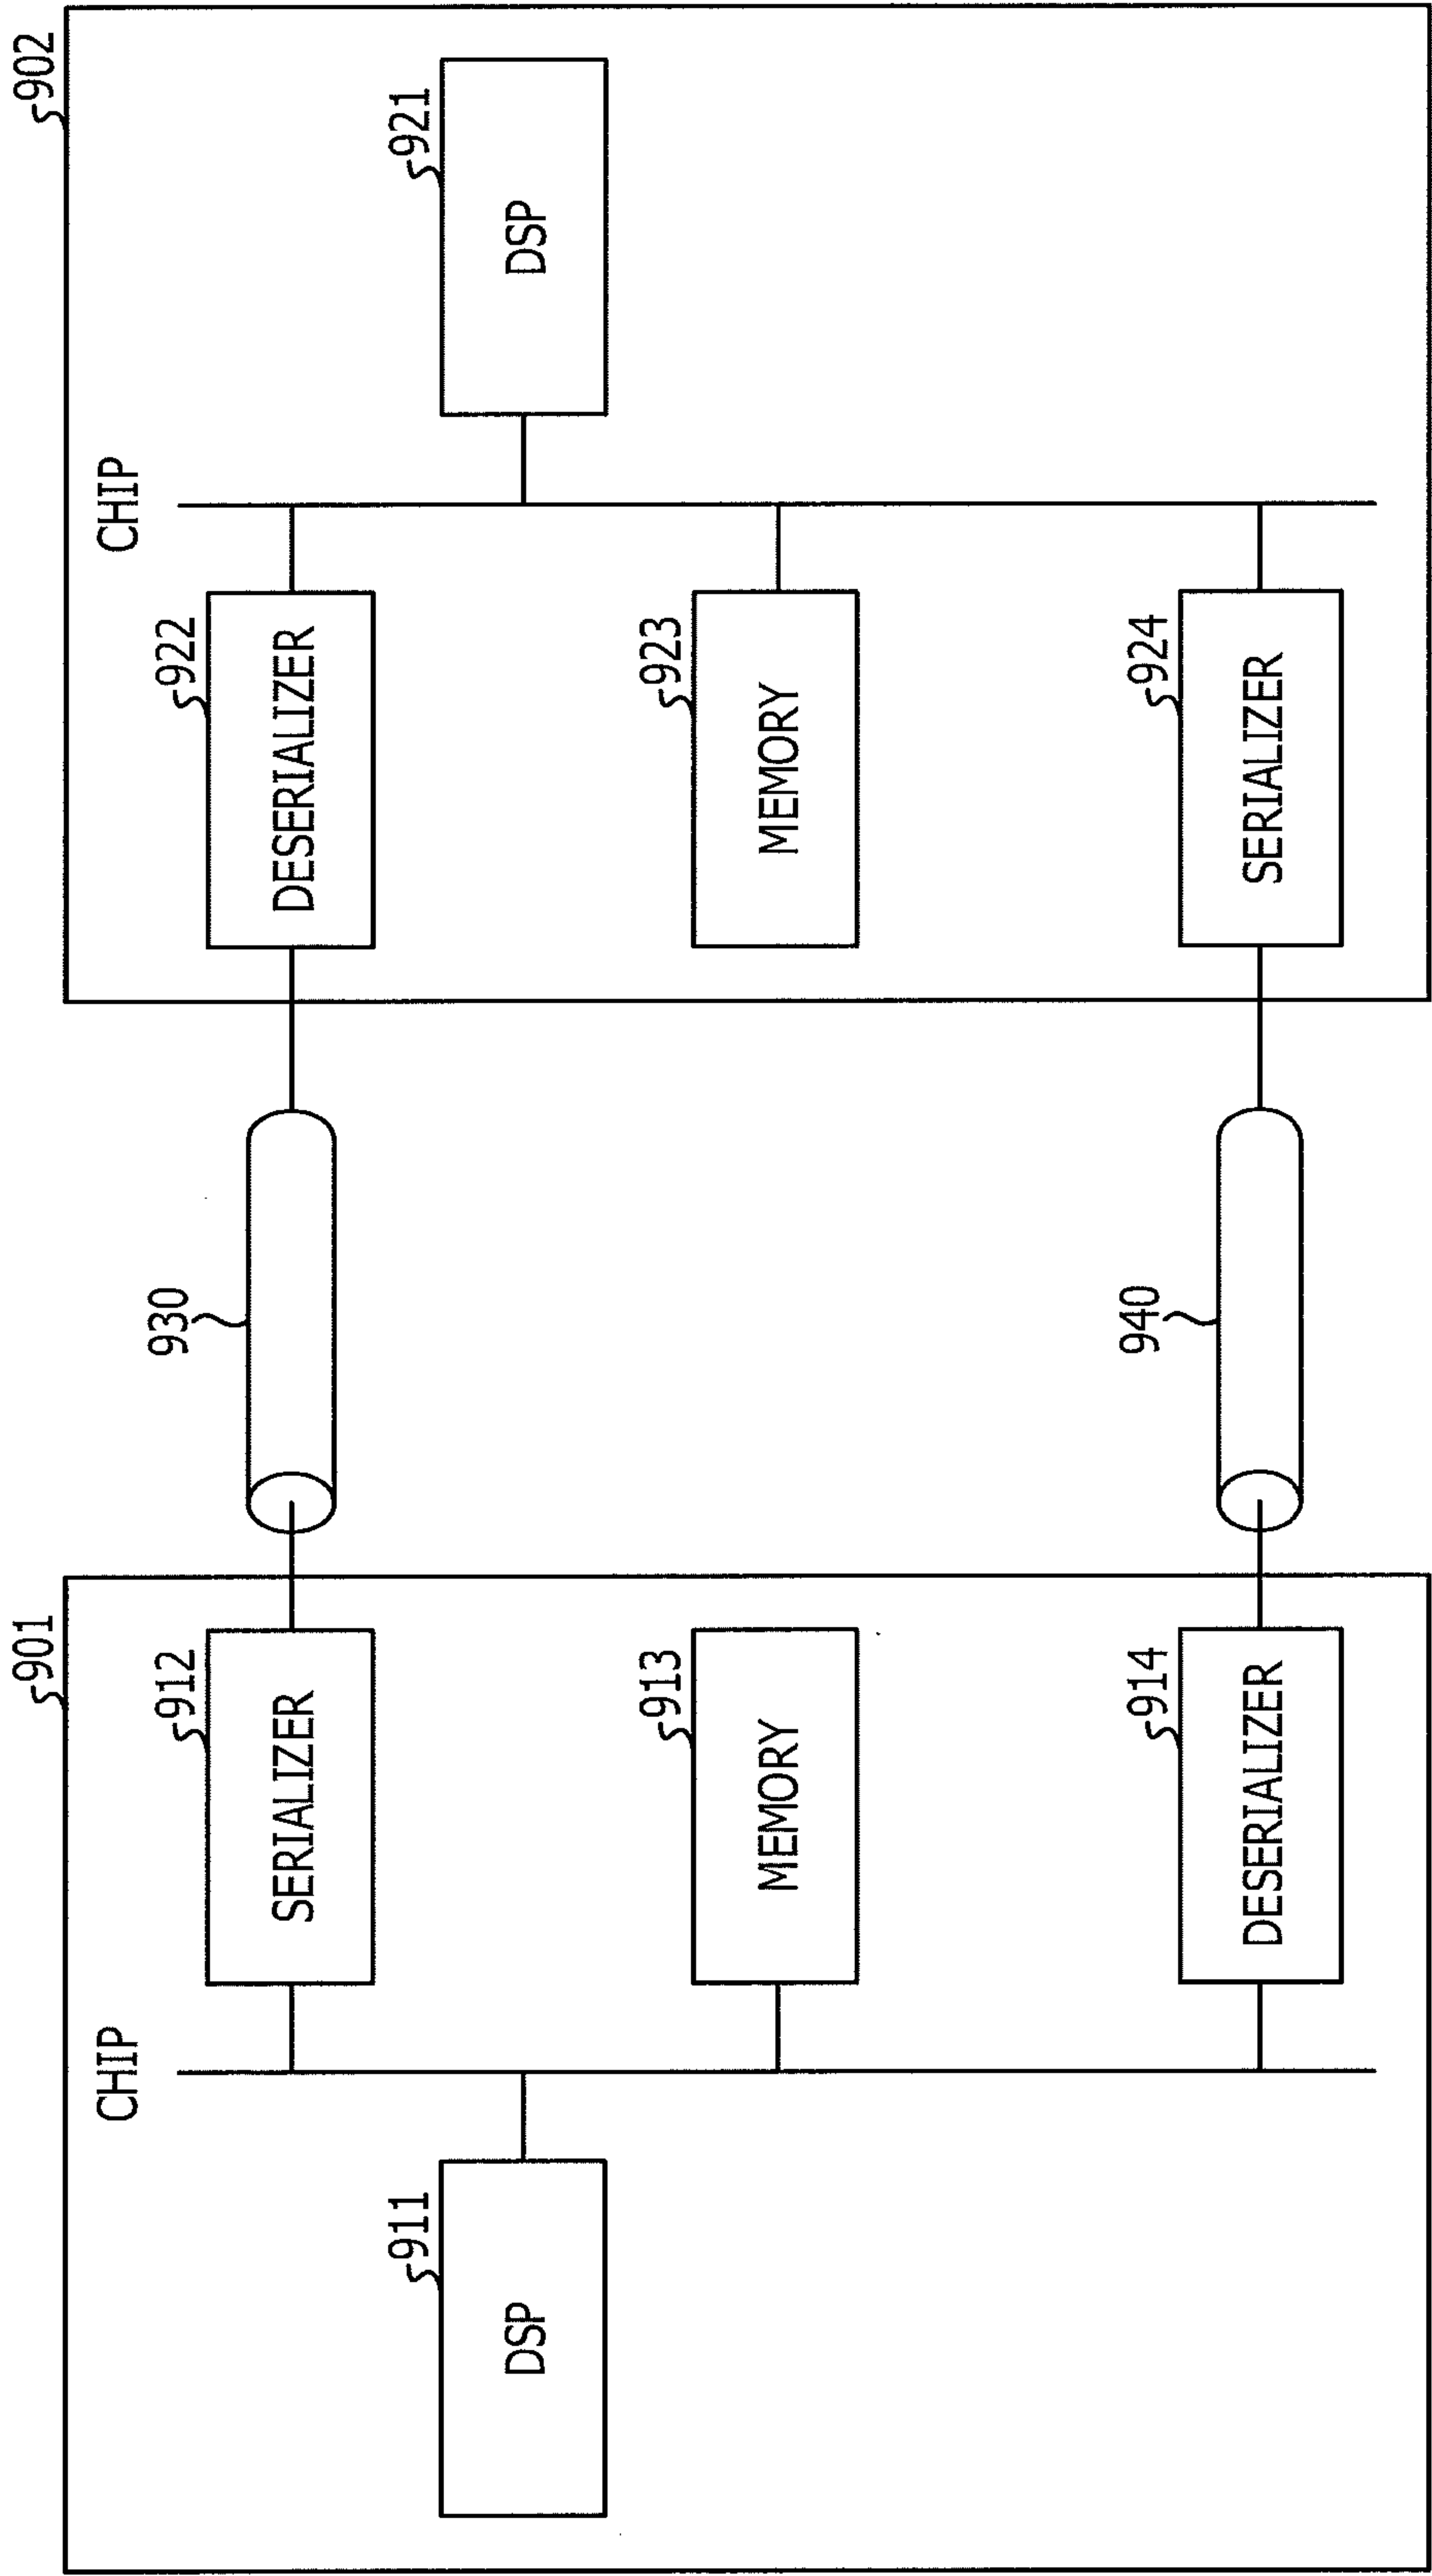 901
CHIP
911
DSP
912
SERIALIZER
913
MEMORY
914
DESERIALIZER
930
940
902
CHIP
922
DESERIALIZER
923
MEMORY
924
SERIALIZER
921
DSP